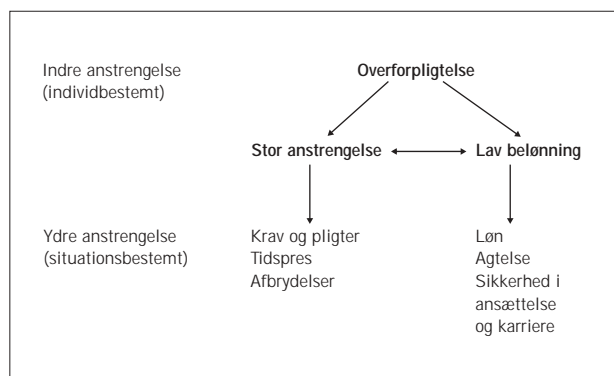 Indre anstrengelse
(individbestemt)
Overforpligtelse
Stor anstrengelse
Lav belønning
Ydre anstrengelse
(situationsbestemt)
Krav og pligter
Tidspres
Afbrydelser
Løn
Agtelse
Sikkerhed i
ansættelse
og karriere